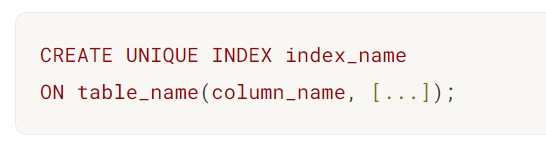 CREATE UNIQUE INDEX index_name
ON table_name(column_name, [...]);